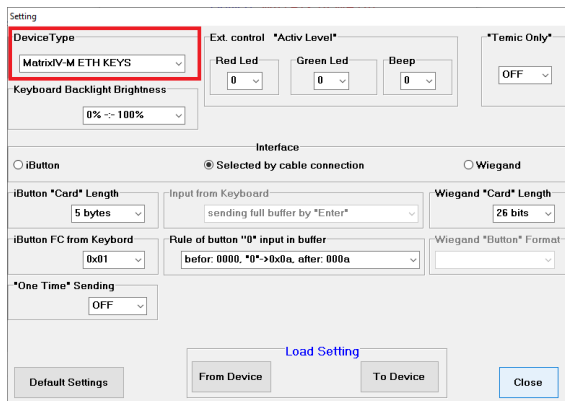 Setting
DeviceType
MatrixIV-M ETH KEYS
Ext. control "Activ Level"
Red Led
0
Green Led
0
Beep
0
"Temic Only"
OFF
Keyboard Backlight Brightness
0% -:- 100%
Interface
iButton
Selected by cable connection
Wiegand
iButton "Card" Length
5 bytes
Input from Keyboard
sending full buffer by "Enter"
Wiegand "Card" Length
26 bits
iButton FC from Keybord
0x01
Rule of button "0" input in buffer
befor: 0000, "0"->0x0a, after: 000a
Wiegand "Button" Format
"One Time" Sending
OFF
Load Setting
Default Settings
From Device
To Device
Close